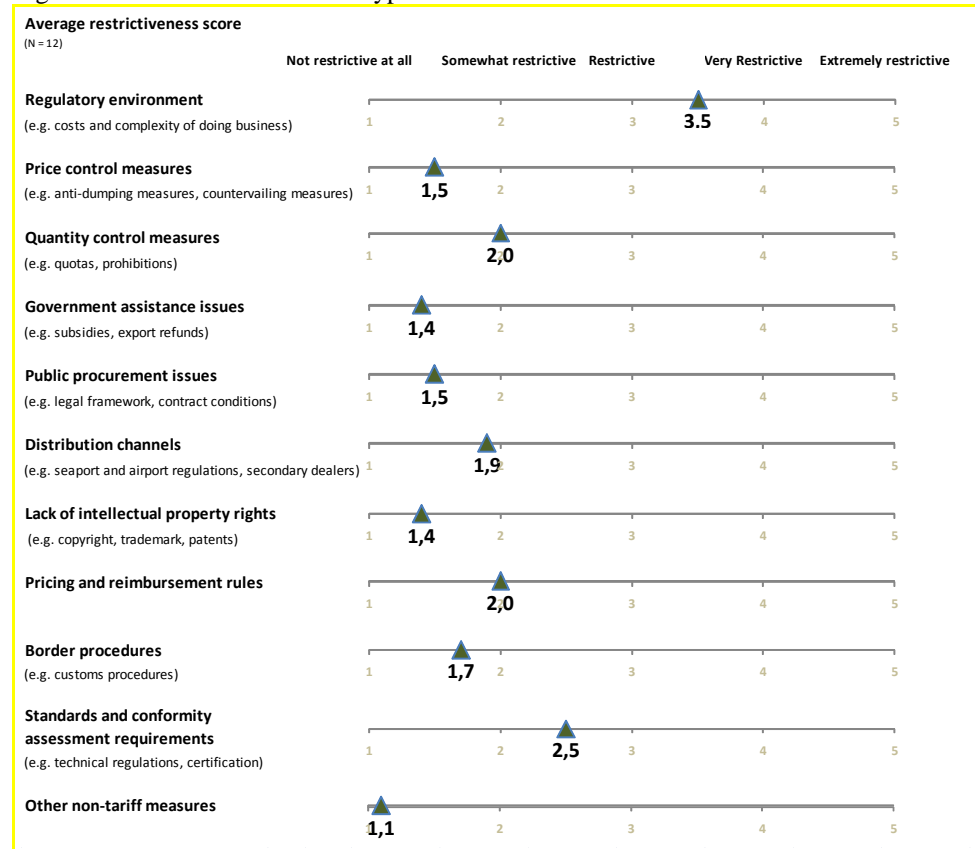 Average restrictiveness score
(N = 12)
Not restrictive at all Somewhat restrictive Restrictive Very Restrictive Extremely restrictive
Regulatory environment
(e.g. costs and complexity of doing business)
1 2 3 4 5
3.5
Price control measures
(e.g. anti-dumping measures, countervailing measures)
1 2 3 4 5
1,5
Quantity control measures
(e.g. quotas, prohibitions)
1 2 3 4 5
2,0
Government assistance issues
(e.g. subsidies, export refunds)
1 2 3 4 5
1,4
Public procurement issues
(e.g. legal framework, contract conditions)
1 2 3 4 5
1,5
Distribution channels
(e.g. seaport and airport regulations, secondary dealers)
1 2 3 4 5
1,9
Lack of intellectual property rights
(e.g. copyright, trademark, patents)
1 2 3 4 5
1,4
Pricing and reimbursement rules
1 2 3 4 5
2,0
Border procedures
(e.g. customs procedures)
1 2 3 4 5
1,7
Standards and conformity
assessment requirements
(e.g. technical regulations, certification)
1 2 3 4 5
2,5
Other non-tariff measures
1 2 3 4 5
1,1